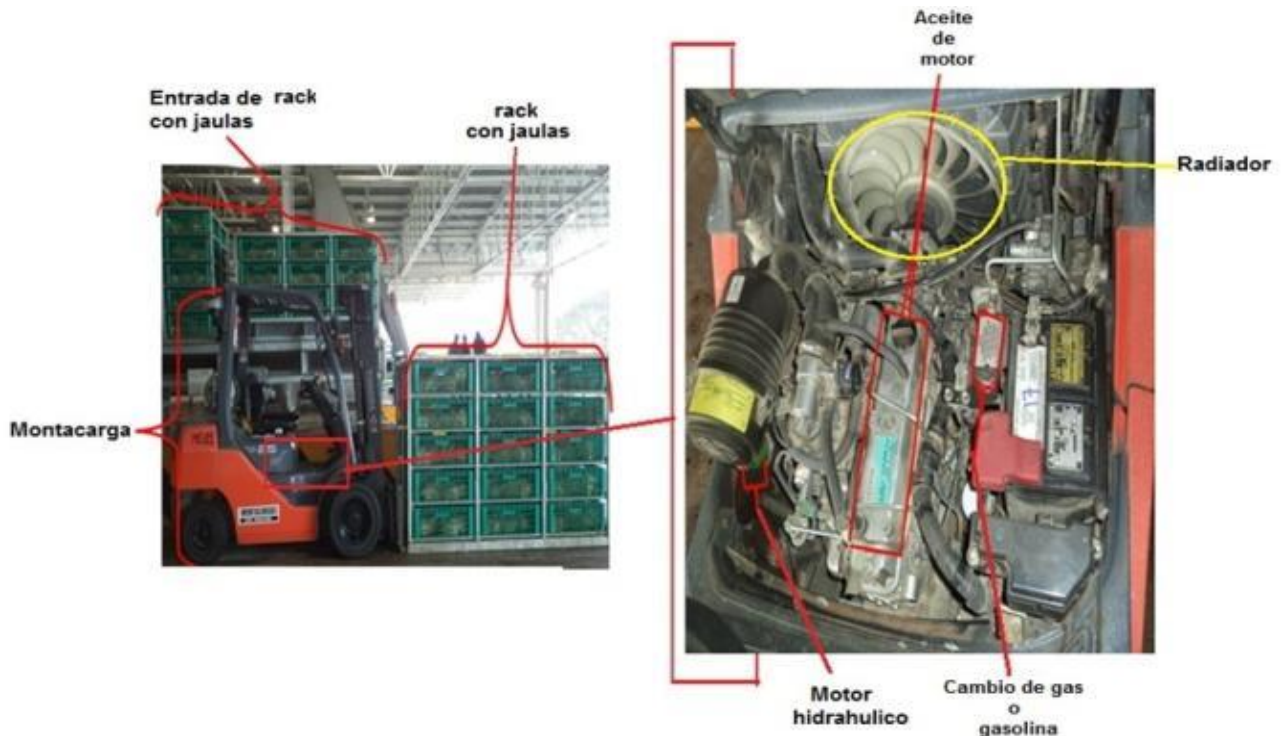 Aceite
de
motor
Entrada de rack
con jaulas
rack
con jaulas
Radiador
Montacarga
Motor
hidrahulico
Cambio de gas
o
gasolina